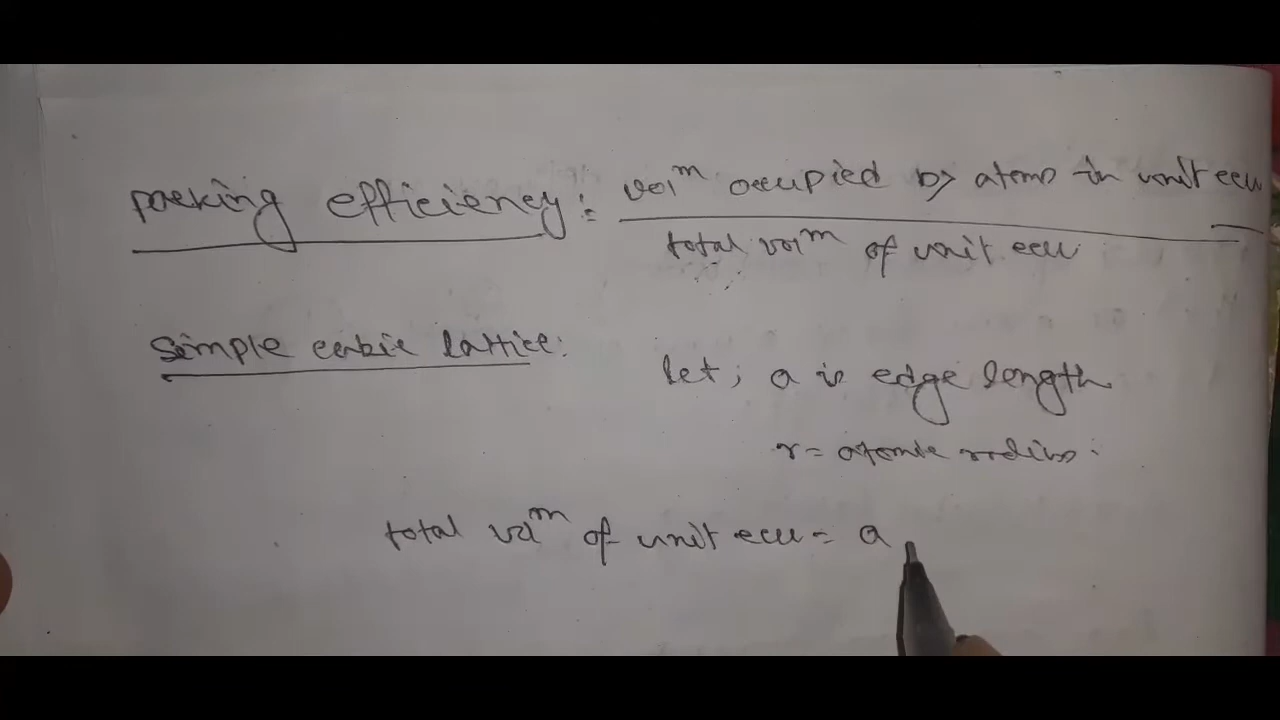 packing efficiency: volm occupied by atoms in unit cell
total volm of unit cell
Simple cubic lattice:
let; a is edge length
r = atomic radius.
total volm of unit cell = a